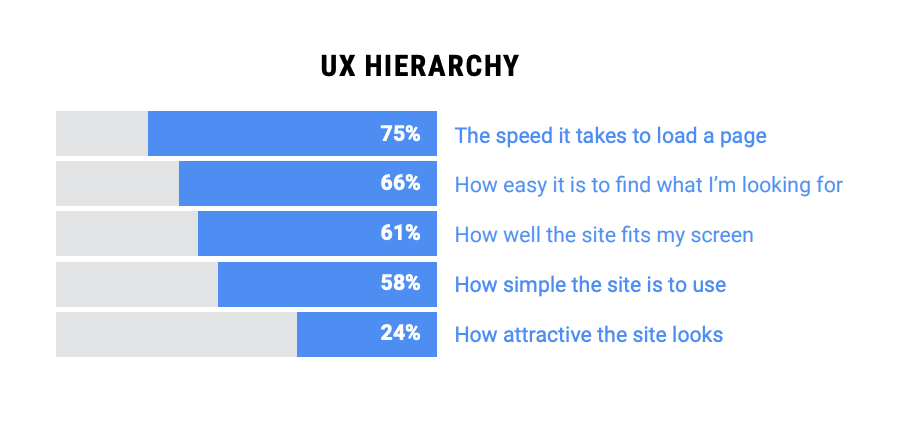 UX HIERARCHY
75% The speed it takes to load a page
66% How easy it is to find what I’m looking for
61% How well the site fits my screen
58% How simple the site is to use
24% How attractive the site looks